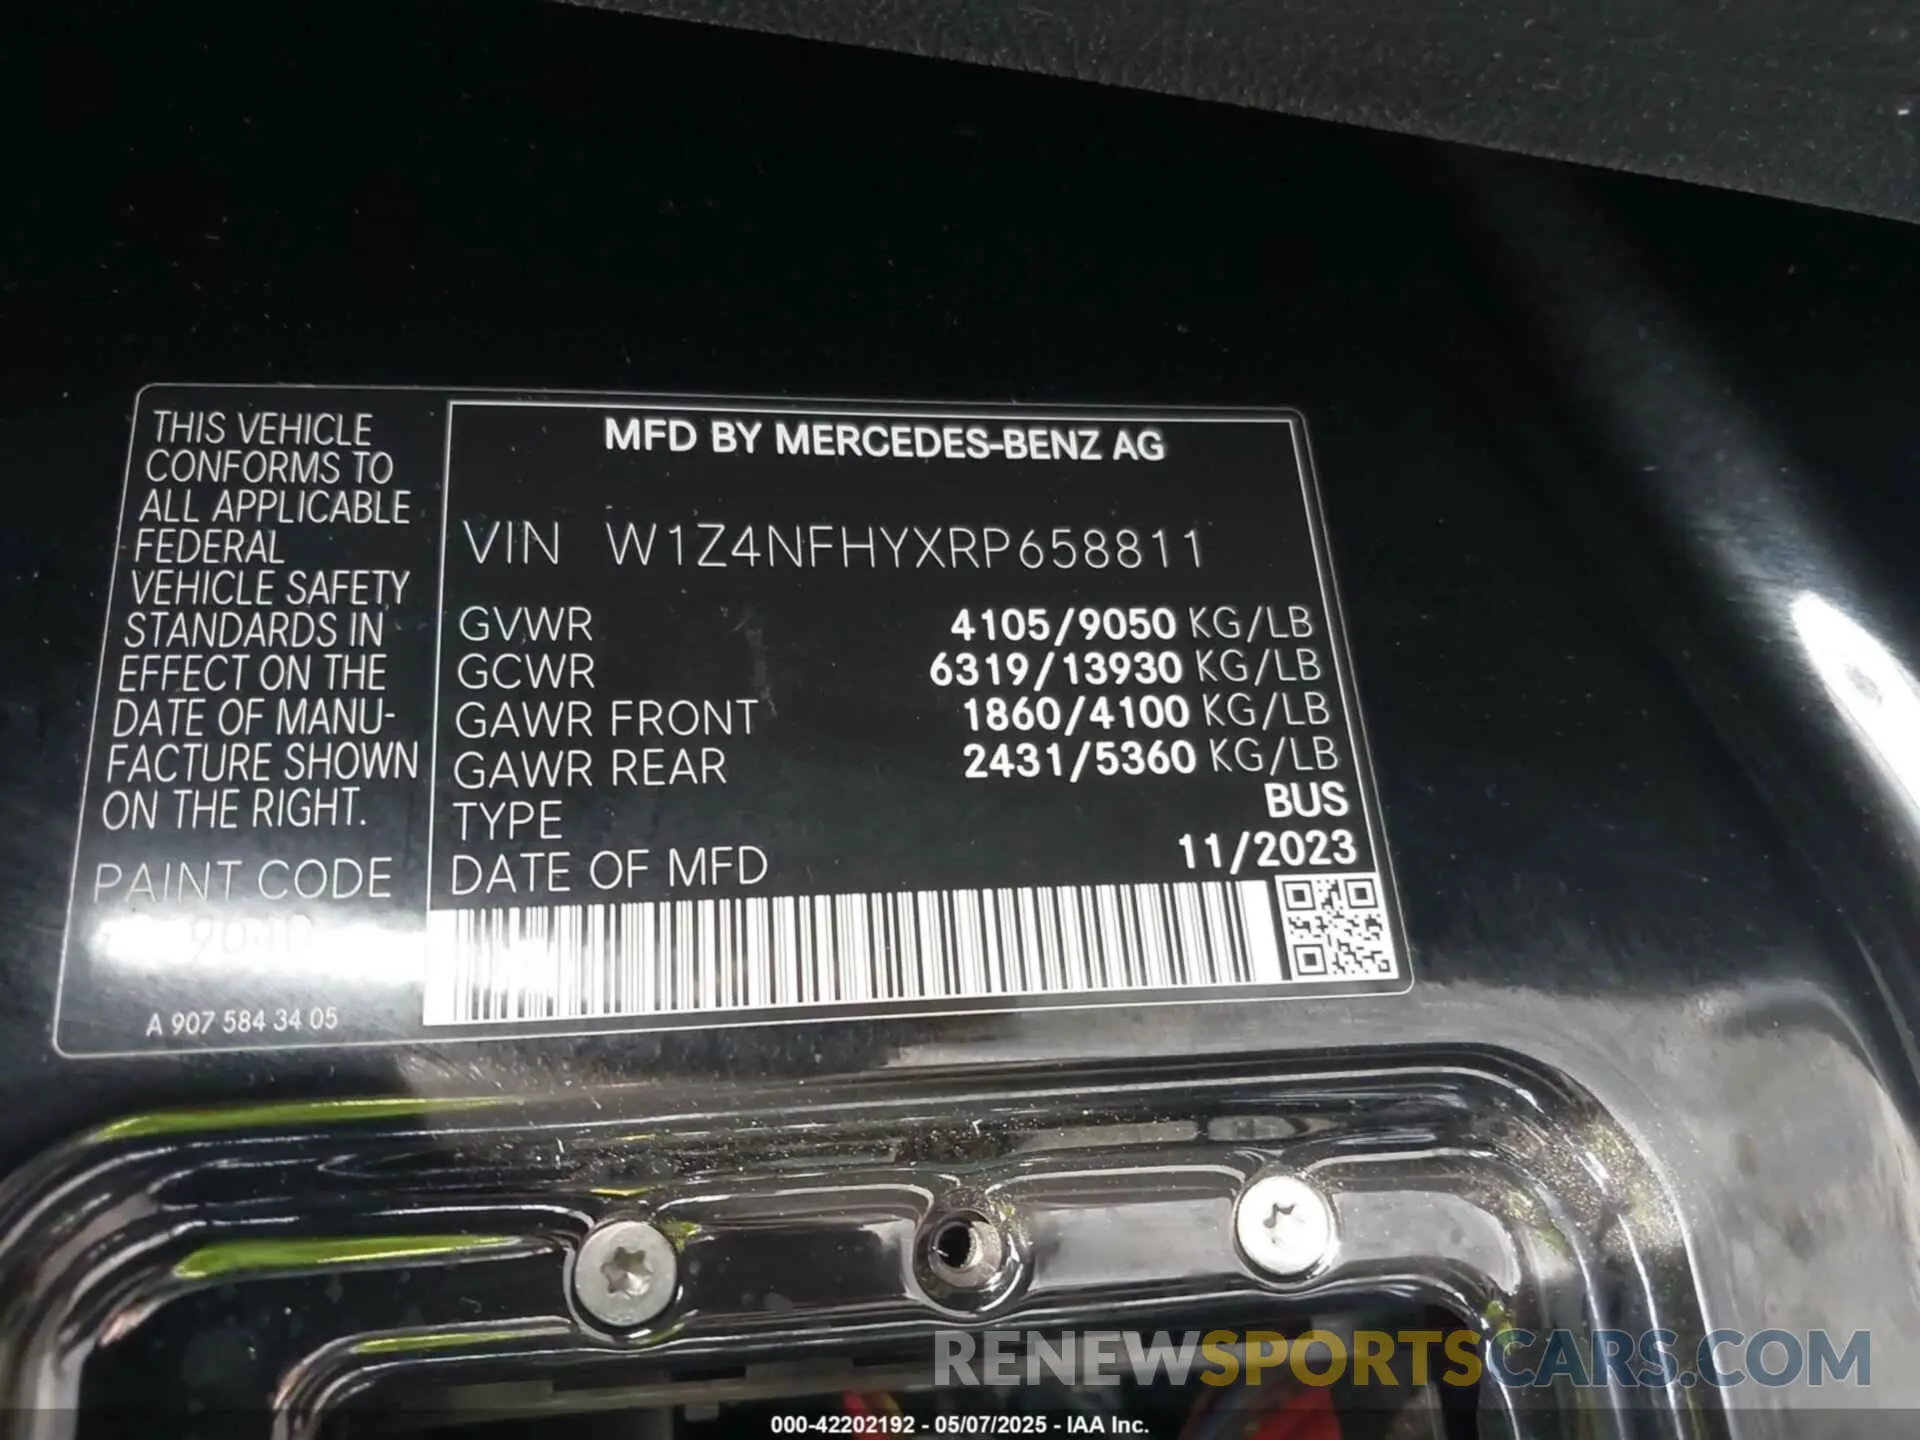 THIS VEHICLE
CONFORMS TO
ALL APPLICABLE
FEDERAL
VEHICLE SAFETY
STANDARDS IN
EFFECT ON THE
DATE OF MANU-
FACTURE SHOWN
ON THE RIGHT.
PAINT CODE
9040
A 907 584 34 05
MFD BY MERCEDES-BENZ AG
VIN W1Z4NFHYXRP658811
GVWR 4105/9050 KG/LB
GCWR 6319/13930 KG/LB
GAWR FRONT 1860/4100 KG/LB
GAWR REAR 2431/5360 KG/LB
TYPE BUS
DATE OF MFD 11/2023
RENEWSPORTSCARS.COM
000-42202192 - 05/07/2025 - IAA Inc.